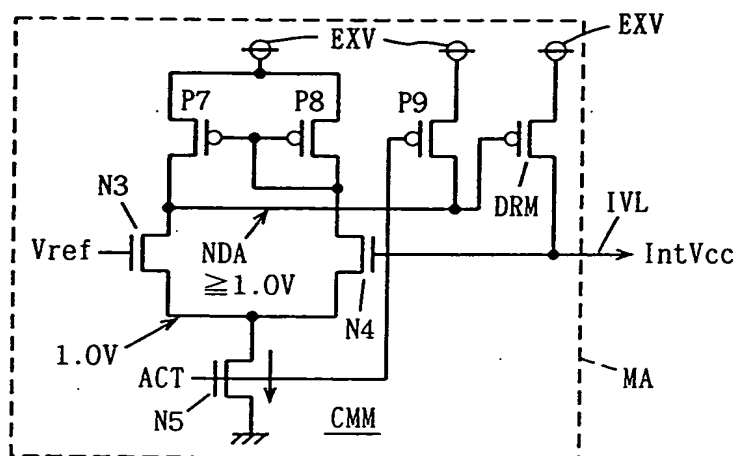 EXV
EXV
P7
P8
P9
N3
DRM
IVL
Vref
NDA
≧1.0V
IntVcc
N4
1.0V
ACT
MA
N5
CMM